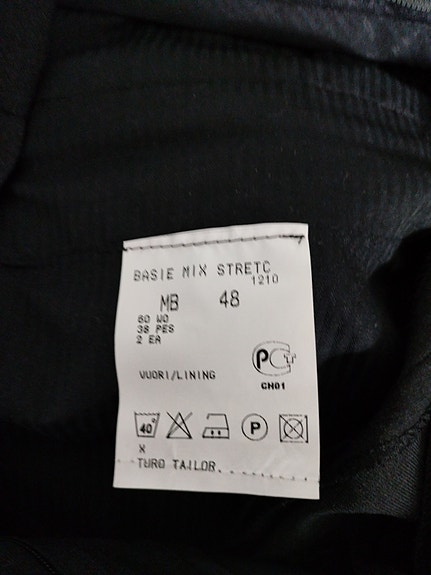 BASIE MIX STRETC
1210
MB 48
60 WO
38 PES
2 EA
VUORI/LINING
PCT
CH01
40° P
X
TURO TAILOR